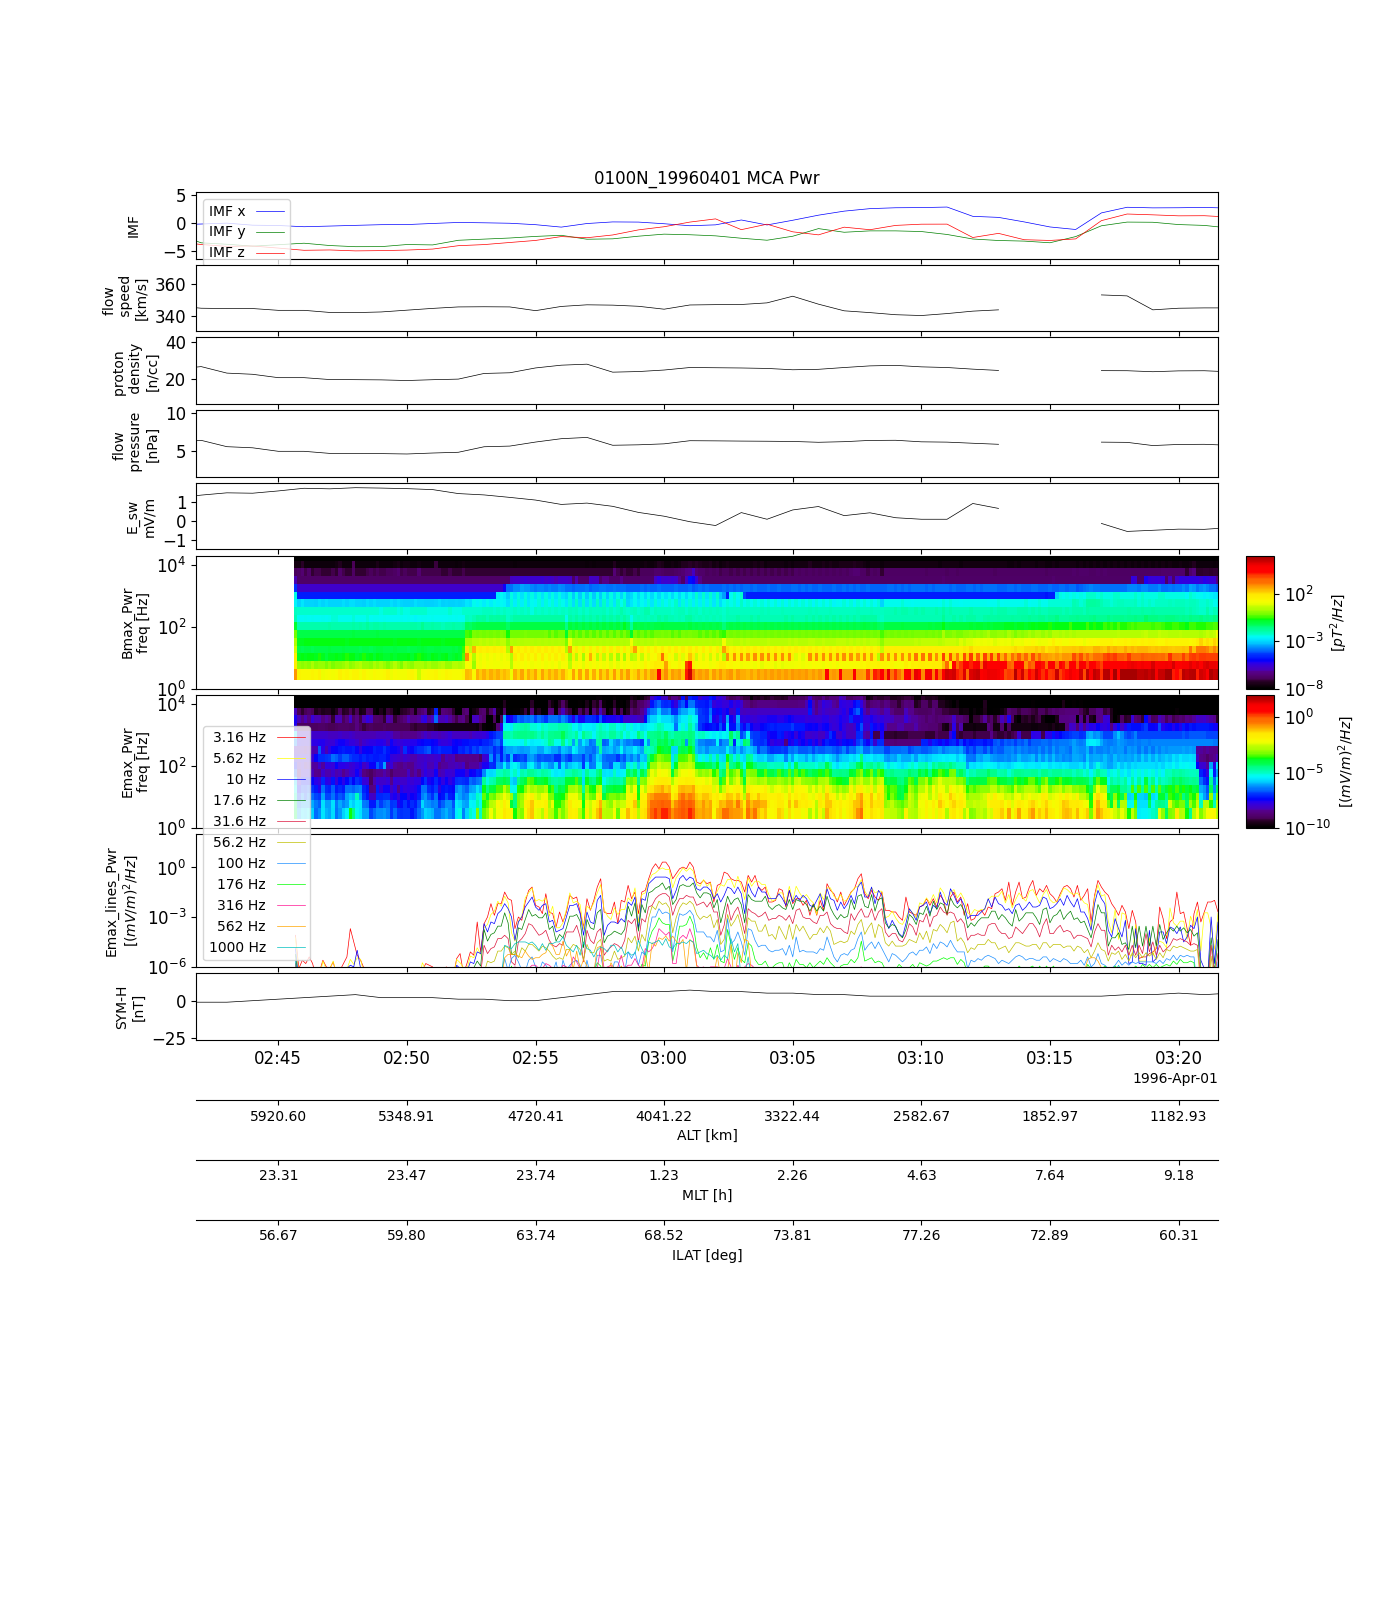 0100N_19960401 MCA Pwr
IMF
5
0
−5
IMF x
IMF y
IMF z
flow
speed
[km/s]
360
340
proton
density
[n/cc]
40
20
flow
pressure
[nPa]
10
5
E_sw
mV/m
1
0
−1
Bmax_Pwr
freq [Hz]
10^4
10^2
10^0
10^2
10^−3
10^−8
[pT^2/Hz]
Emax_Pwr
freq [Hz]
10^4
10^2
10^0
10^0
10^−5
10^−10
[(mV/m)^2/Hz]
3.16 Hz
5.62 Hz
10 Hz
17.6 Hz
31.6 Hz
56.2 Hz
100 Hz
176 Hz
316 Hz
562 Hz
1000 Hz
Emax_lines_Pwr
[(mV/m)^2/Hz]
10^0
10^−3
10^−6
SYM-H
[nT]
0
−25
02:45 02:50 02:55 03:00 03:05 03:10 03:15 03:20
1996-Apr-01
5920.60 5348.91 4720.41 4041.22 3322.44 2582.67 1852.97 1182.93
ALT [km]
23.31 23.47 23.74 1.23 2.26 4.63 7.64 9.18
MLT [h]
56.67 59.80 63.74 68.52 73.81 77.26 72.89 60.31
ILAT [deg]